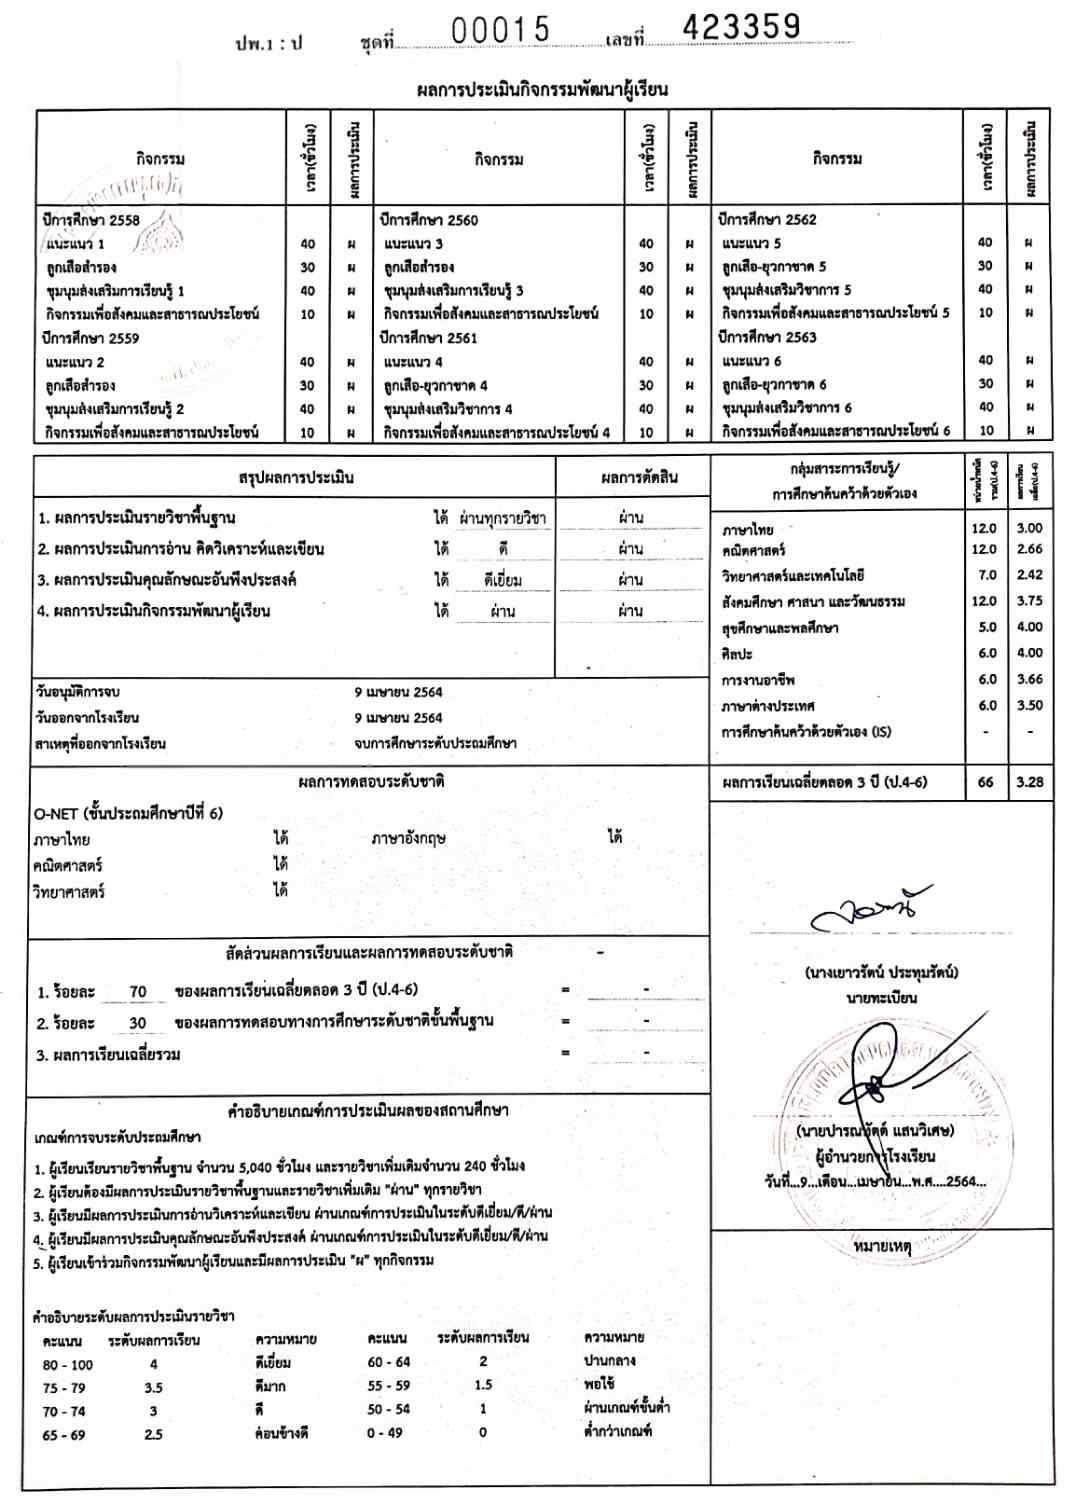 ปพ.1 : ป ชุดที่ 00015 เลขที่ 423359
ผลการประเมินกิจกรรมพัฒนาผู้เรียน
กิจกรรม เวลา(ชั่วโมง) ผลการประเมิน กิจกรรม เวลา(ชั่วโมง) ผลการประเมิน กิจกรรม เวลา(ชั่วโมง) ผลการประเมิน
ปีการศึกษา 2558 ปีการศึกษา 2560 ปีการศึกษา 2562
แนะแนว 1 40 ผ แนะแนว 3 40 ผ แนะแนว 5 40 ผ
ลูกเสือสำรอง 30 ผ ลูกเสือสำรอง 30 ผ ลูกเสือ-ยุวกาชาด 5 30 ผ
ชุมนุมส่งเสริมการเรียนรู้ 1 40 ผ ชุมนุมส่งเสริมการเรียนรู้ 3 40 ผ ชุมนุมส่งเสริมวิชาการ 5 40 ผ
กิจกรรมเพื่อสังคมและสาธารณประโยชน์ 10 ผ กิจกรรมเพื่อสังคมและสาธารณประโยชน์ 10 ผ กิจกรรมเพื่อสังคมและสาธารณประโยชน์ 5 10 ผ
ปีการศึกษา 2559 ปีการศึกษา 2561 ปีการศึกษา 2563
แนะแนว 2 40 ผ แนะแนว 4 40 ผ แนะแนว 6 40 ผ
ลูกเสือสำรอง 30 ผ ลูกเสือ-ยุวกาชาด 4 30 ผ ลูกเสือ-ยุวกาชาด 6 30 ผ
ชุมนุมส่งเสริมการเรียนรู้ 2 40 ผ ชุมนุมส่งเสริมวิชาการ 4 40 ผ ชุมนุมส่งเสริมวิชาการ 6 40 ผ
กิจกรรมเพื่อสังคมและสาธารณประโยชน์ 10 ผ กิจกรรมเพื่อสังคมและสาธารณประโยชน์ 4 10 ผ กิจกรรมเพื่อสังคมและสาธารณประโยชน์ 6 10 ผ
สรุปผลการประเมิน ผลการตัดสิน
1. ผลการประเมินรายวิชาพื้นฐาน ได้ ผ่านทุกรายวิชา ผ่าน
2. ผลการประเมินการอ่าน คิดวิเคราะห์และเขียน ได้ ดี ผ่าน
3. ผลการประเมินคุณลักษณะอันพึงประสงค์ ได้ ดีเยี่ยม ผ่าน
4. ผลการประเมินกิจกรรมพัฒนาผู้เรียน ได้ ผ่าน ผ่าน
วันอนุมัติการจบ 9 เมษายน 2564
วันออกจากโรงเรียน 9 เมษายน 2564
สาเหตุที่ออกจากโรงเรียน จบการศึกษาระดับประถมศึกษา
ผลการทดสอบระดับชาติ
O-NET (ชั้นประถมศึกษาปีที่ 6)
ภาษาไทย ได้ ภาษาอังกฤษ ได้
คณิตศาสตร์ ได้
วิทยาศาสตร์ ได้
สัดส่วนผลการเรียนและผลการทดสอบระดับชาติ -
1. ร้อยละ 70 ของผลการเรียนเฉลี่ยตลอด 3 ปี (ป.4-6) = -
2. ร้อยละ 30 ของผลการทดสอบทางการศึกษาระดับชาติขั้นพื้นฐาน = -
3. ผลการเรียนเฉลี่ยรวม = -
คำอธิบายเกณฑ์การประเมินผลของสถานศึกษา
เกณฑ์การจบระดับประถมศึกษา
1. ผู้เรียนเรียนรายวิชาพื้นฐาน จำนวน 5,040 ชั่วโมง และรายวิชาเพิ่มเติมจำนวน 240 ชั่วโมง
2. ผู้เรียนต้องมีผลการประเมินรายวิชาพื้นฐานและรายวิชาเพิ่มเติม "ผ่าน" ทุกรายวิชา
3. ผู้เรียนมีผลการประเมินการอ่านวิเคราะห์และเขียน ผ่านเกณฑ์การประเมินในระดับดีเยี่ยม/ดี/ผ่าน
4. ผู้เรียนมีผลการประเมินคุณลักษณะอันพึงประสงค์ ผ่านเกณฑ์การประเมินในระดับดีเยี่ยม/ดี/ผ่าน
5. ผู้เรียนเข้าร่วมกิจกรรมพัฒนาผู้เรียนและมีผลการประเมิน "ผ" ทุกกิจกรรม
คำอธิบายระดับผลการประเมินรายวิชา
คะแนน ระดับผลการเรียน ความหมาย คะแนน ระดับผลการเรียน ความหมาย
80 - 100 4 ดีเยี่ยม 60 - 64 2 ปานกลาง
75 - 79 3.5 ดีมาก 55 - 59 1.5 พอใช้
70 - 74 3 ดี 50 - 54 1 ผ่านเกณฑ์ขั้นต่ำ
65 - 69 2.5 ค่อนข้างดี 0 - 49 0 ต่ำกว่าเกณฑ์
กลุ่มสาระการเรียนรู้/
การศึกษาค้นคว้าด้วยตัวเอง
หน่วยน้ำหนักรวม(ป.4-6) ผลการเรียนเฉลี่ย(ป.4-6)
ภาษาไทย 12.0 3.00
คณิตศาสตร์ 12.0 2.66
วิทยาศาสตร์และเทคโนโลยี 7.0 2.42
สังคมศึกษา ศาสนา และวัฒนธรรม 12.0 3.75
สุขศึกษาและพลศึกษา 5.0 4.00
ศิลปะ 6.0 4.00
การงานอาชีพ 6.0 3.66
ภาษาต่างประเทศ 6.0 3.50
การศึกษาค้นคว้าด้วยตัวเอง (IS) - -
ผลการเรียนเฉลี่ยตลอด 3 ปี (ป.4-6) 66 3.28
(นางเยาวรัตน์ ประทุมรัตน์)
นายทะเบียน
(นายปารณทัตต์ แสนวิเศษ)
ผู้อำนวยการโรงเรียน
วันที่...9...เดือน...เมษายน...พ.ศ....2564...
หมายเหตุ